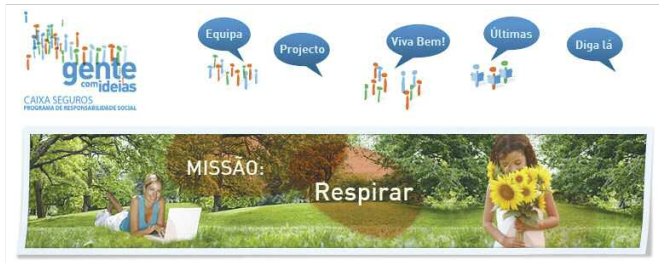 gente
com ideias
CAIXA SEGUROS
PROGRAMA DE RESPONSABILIDADE SOCIAL
Equipa
Projecto
Viva Bem!
Últimas
Diga lá
MISSÃO:
Respirar